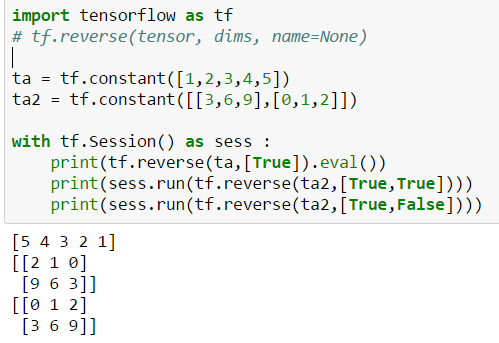 import tensorflow as tf
# tf.reverse(tensor, dims, name=None)
ta = tf.constant([1,2,3,4,5])
ta2 = tf.constant([[3,6,9],[0,1,2]])
with tf.Session() as sess :
    print(tf.reverse(ta,[True]).eval())
    print(sess.run(tf.reverse(ta2,[True,True])))
    print(sess.run(tf.reverse(ta2,[True,False])))
[5 4 3 2 1]
[[2 1 0]
 [9 6 3]]
[[0 1 2]
 [3 6 9]]